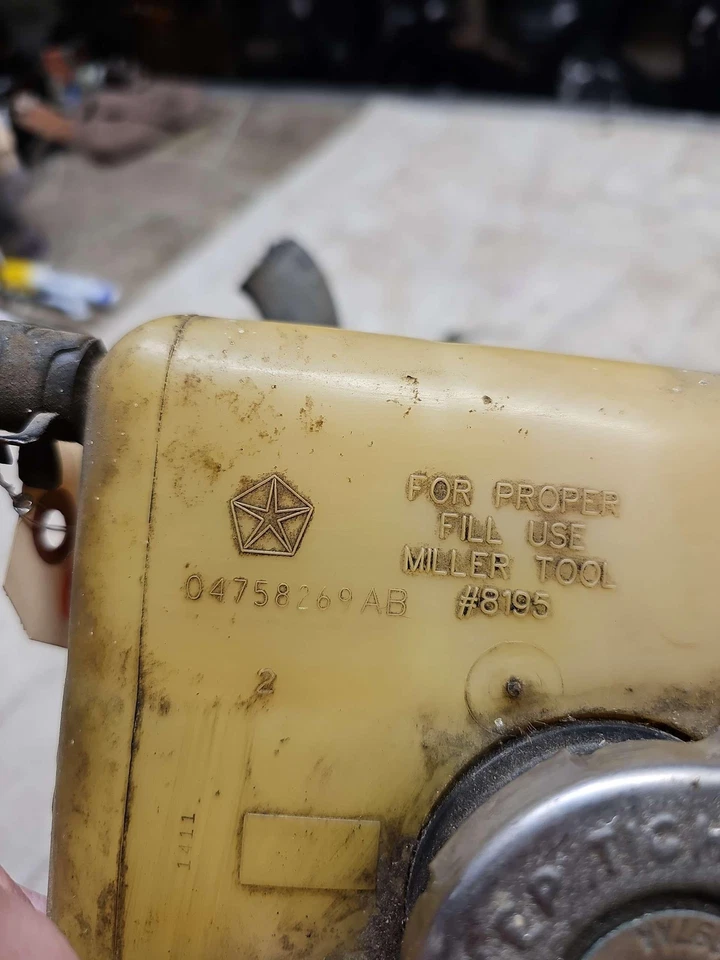 FOR PROPER
FILL USE
MILLER TOOL
#8195
04758269AB
2
1411